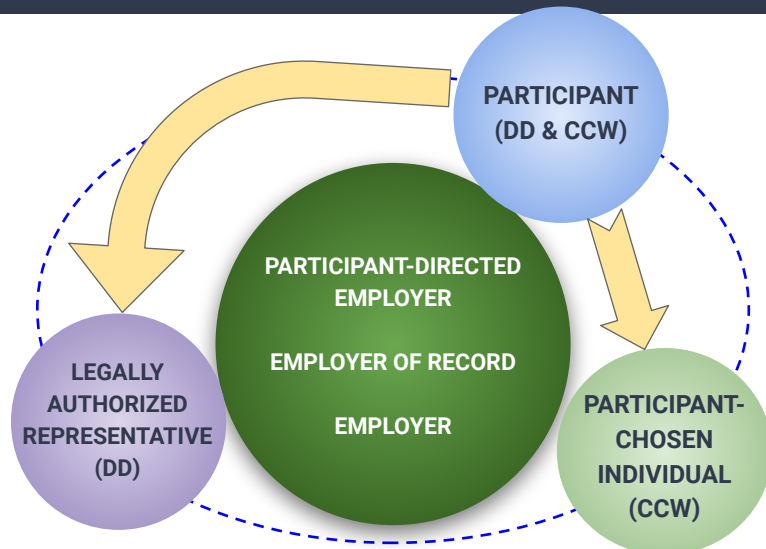 PARTICIPANT
(DD & CCW)
PARTICIPANT-DIRECTED
EMPLOYER
EMPLOYER OF RECORD
EMPLOYER
LEGALLY
AUTHORIZED
REPRESENTATIVE
(DD)
PARTICIPANT-
CHOSEN
INDIVIDUAL
(CCW)